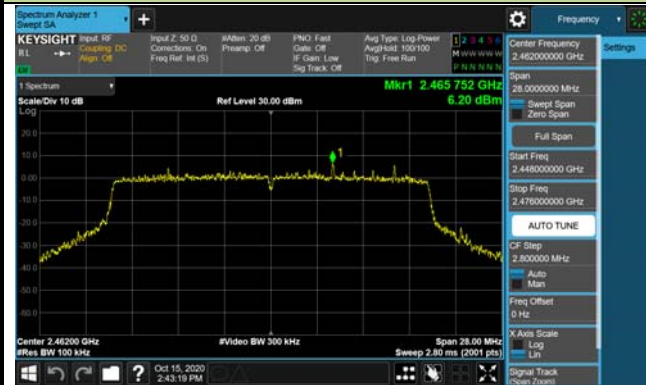 Spectrum Analyzer 1
Swept SA
+
Frequency
KEYSIGHT
RL
Input: RF
Coupling: DC
Align: Off
Input Z: 50 Ω
Corrections: On
Freq Ref: Int (S)
#Atten: 20 dB
Preamp: Off
PNO: Fast
Gate: Off
IF Gain: Low
Sig Track: Off
Avg Type: Log-Power
Avg|Hold: 100/100
Trig: Free Run
1 2 3 4 5 6
M W W W W W
P N N N N N
1 Spectrum
Scale/Div 10 dB
Log
Ref Level 30.00 dBm
Mkr1 2.465 752 GHz
6.20 dBm
20.0
10.0
1
0.00
-10.0
-20.0
-30.0
-40.0
-50.0
-60.0
Center 2.46200 GHz
#Res BW 100 kHz
#Video BW 300 kHz
Span 28.00 MHz
Sweep 2.80 ms (2001 pts)
Oct 15, 2020
2:43:19 PM
Center Frequency
2.462000000 GHz
Span
28.0000000 MHz
Swept Span
Zero Span
Full Span
Start Freq
2.448000000 GHz
Stop Freq
2.476000000 GHz
AUTO TUNE
CF Step
2.800000 MHz
Auto
Man
Freq Offset
0 Hz
X Axis Scale
Log
Lin
Signal Track
(Span Zoom)
Settings